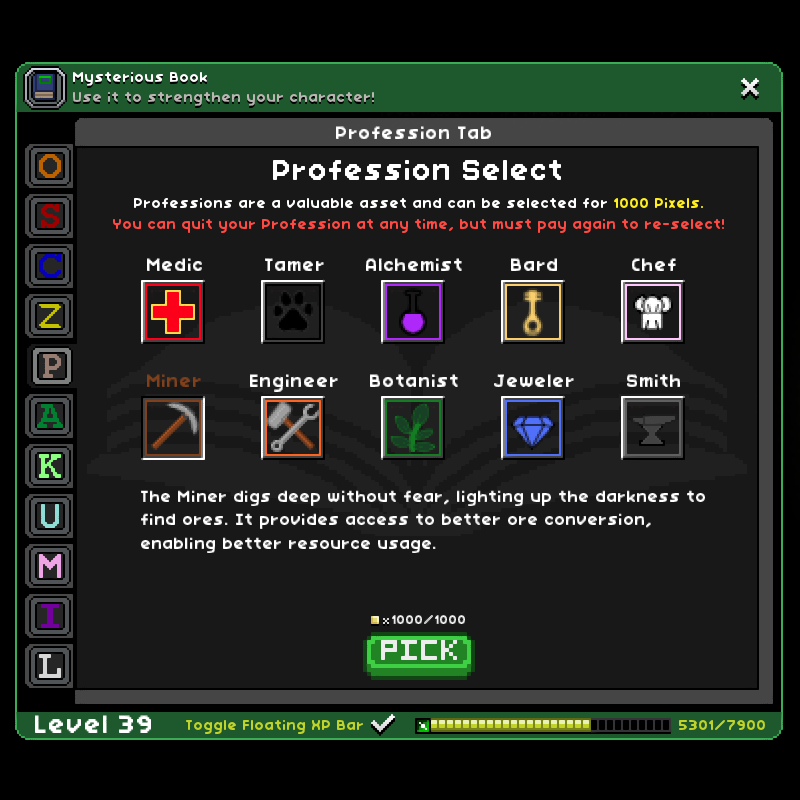 Mysterious Book
Use it to strengthen your character!
Profession Tab
Profession Select
Professions are a valuable asset and can be selected for 1000 Pixels.
You can quit your Profession at any time, but must pay again to re-select!
O
S
C
Z
P
A
K
U
M
I
L
Medic Tamer Alchemist Bard Chef
Miner Engineer Botanist Jeweler Smith
The Miner digs deep without fear, lighting up the darkness to
find ores. It provides access to better ore conversion,
enabling better resource usage.
x1000/1000
PICK
Level 39 Toggle Floating XP Bar 5301/7900